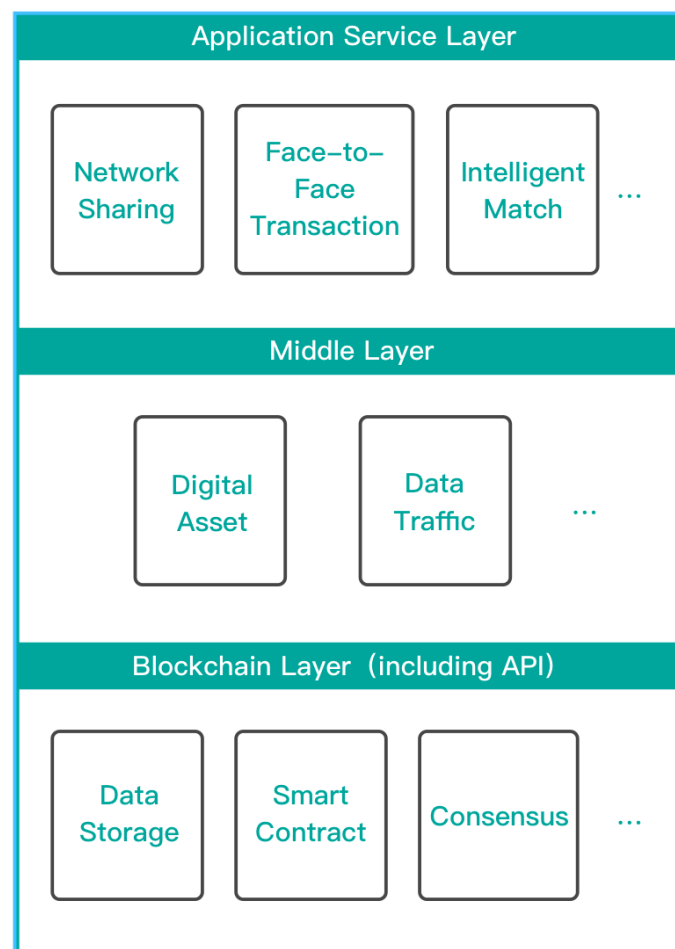 Application Service Layer
Network
Sharing
Face-to-
Face
Transaction
Intelligent
Match
...
Middle Layer
Digital
Asset
Data
Traffic
...
Blockchain Layer（including API）
Data
Storage
Smart
Contract
Consensus
...